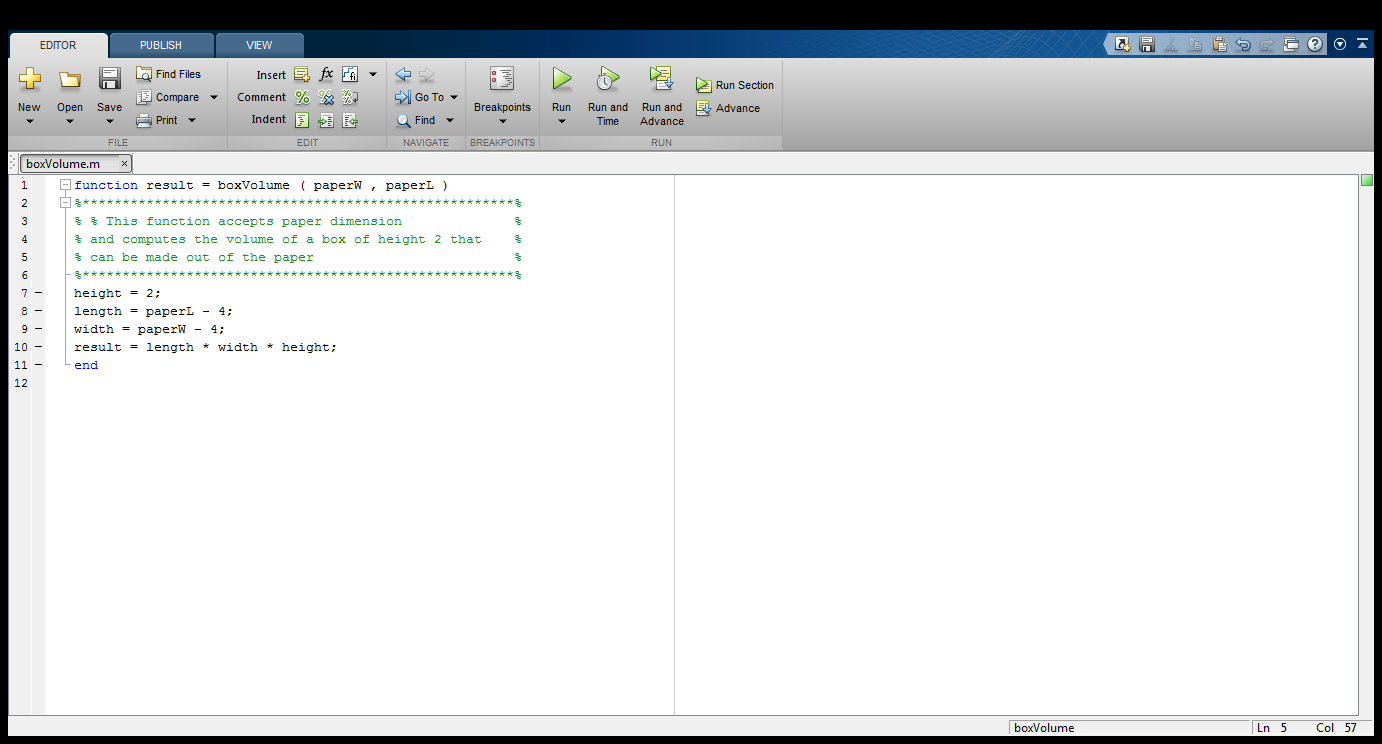 EDITOR PUBLISH VIEW
New Open Save Find Files Compare Print
FILE
Insert fx fi
Comment % % %
Indent
EDIT
Go To
Find
NAVIGATE
Breakpoints
BREAKPOINTS
Run Run and Time Run and Advance Run Section Advance
RUN
boxVolume.m ×
1 function result = boxVolume ( paperW , paperL )
2 %******************************************************%
3 % % This function accepts paper dimension %
4 % and computes the volume of a box of height 2 that %
5 % can be made out of the paper %
6 %******************************************************%
7 – height = 2;
8 – length = paperL - 4;
9 – width = paperW - 4;
10 – result = length * width * height;
11 – end
12
boxVolume Ln 5 Col 57